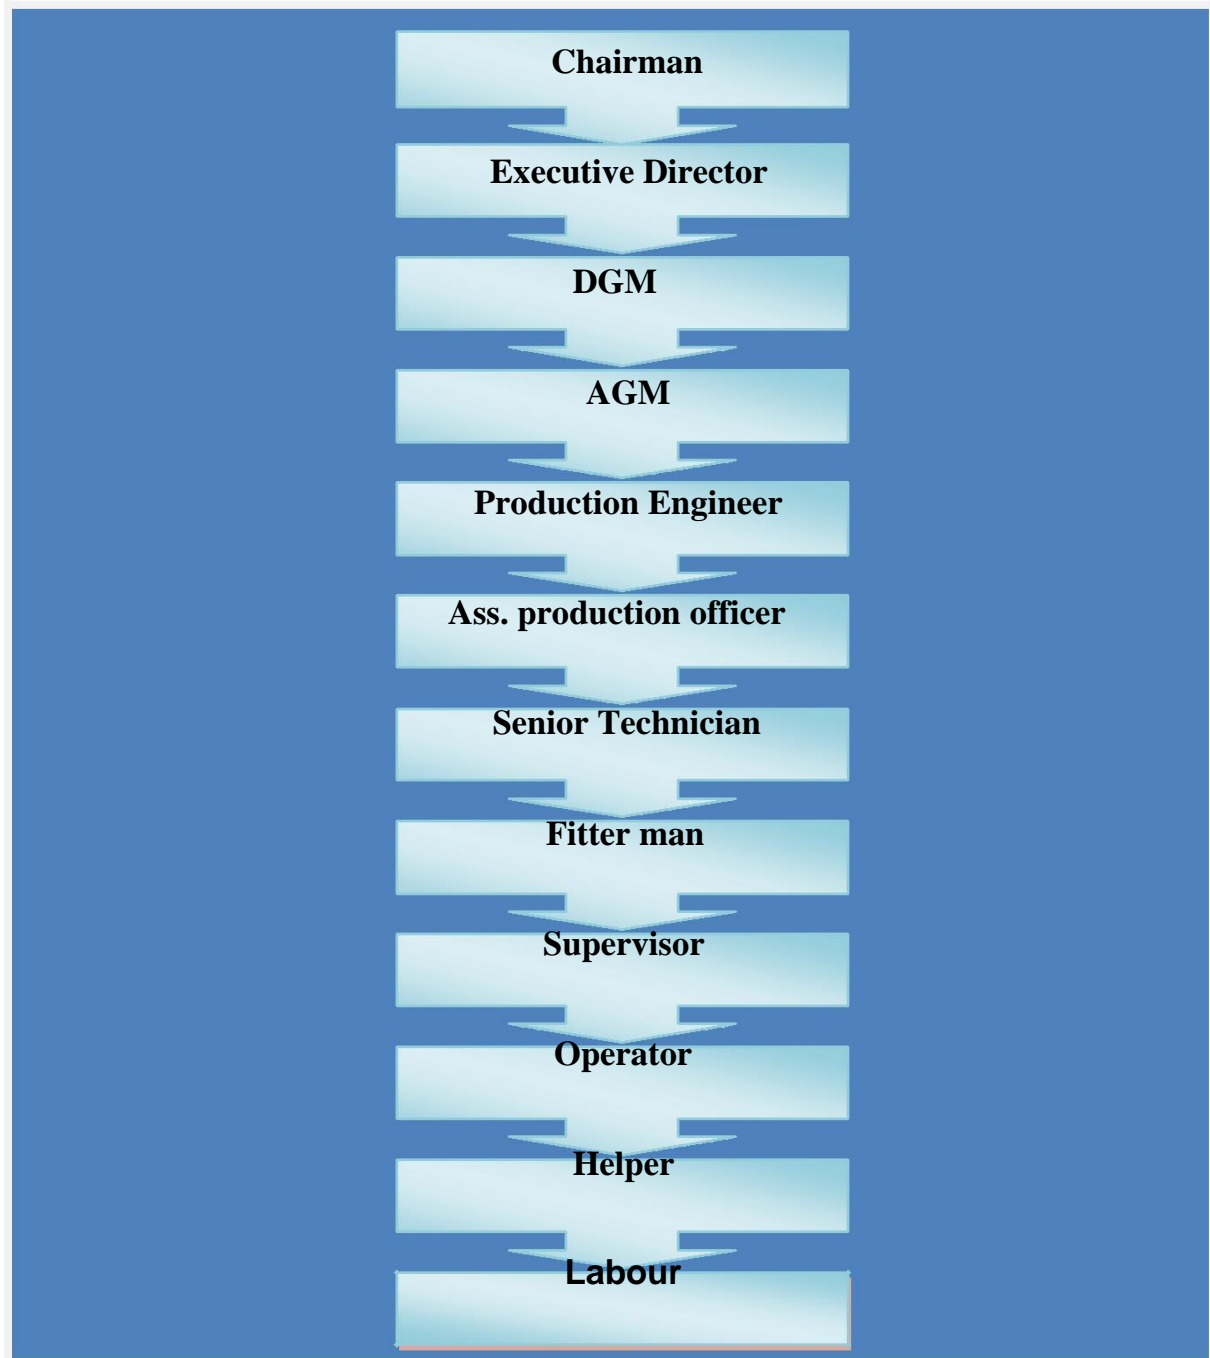 Chairman
Executive Director
DGM
AGM
Production Engineer
Ass. production officer
Senior Technician
Fitter man
Supervisor
Operator
Helper
Labour